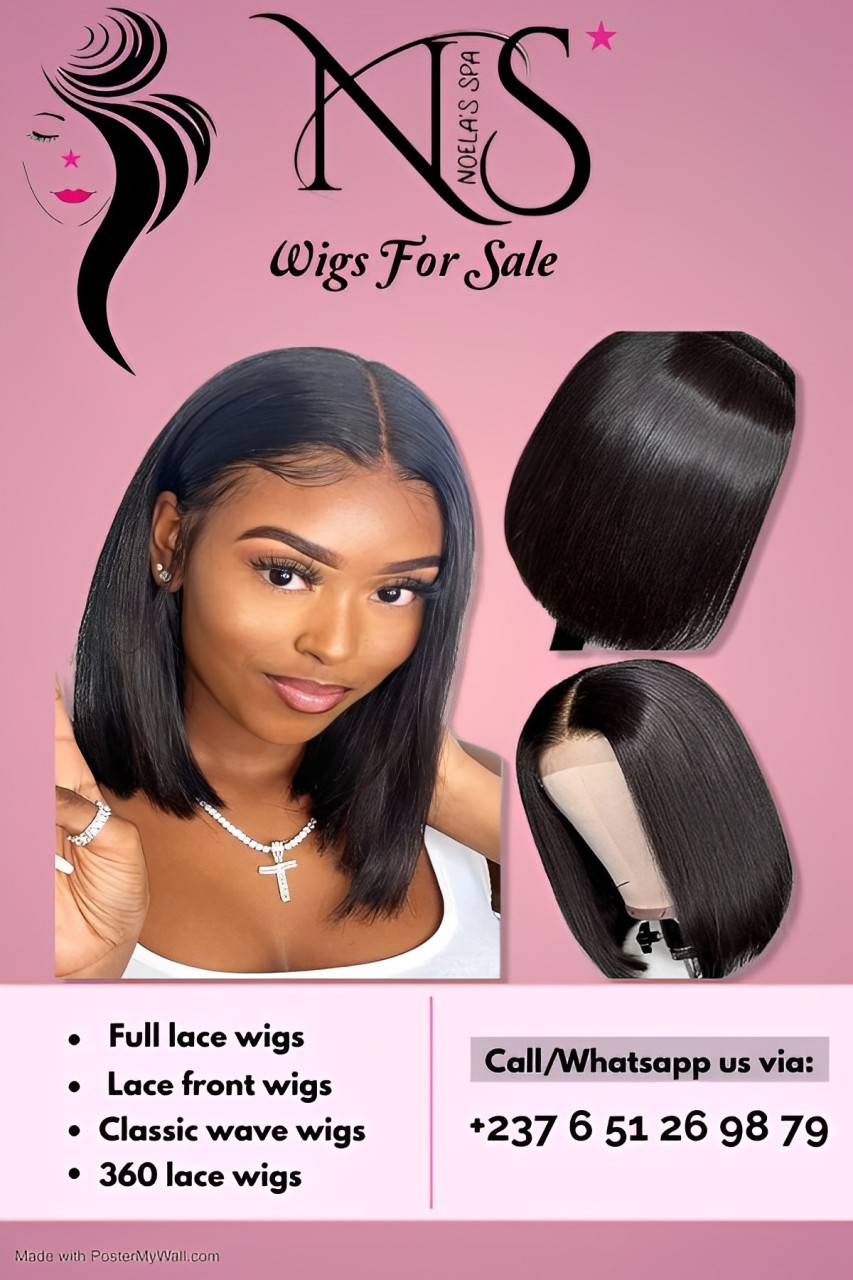 NS
NOELA'S SPA
Wigs For Sale
• Full lace wigs
• Lace front wigs
• Classic wave wigs
• 360 lace wigs
Call/Whatsapp us via:
+237 6 51 26 98 79
Made with PosterMyWall.com